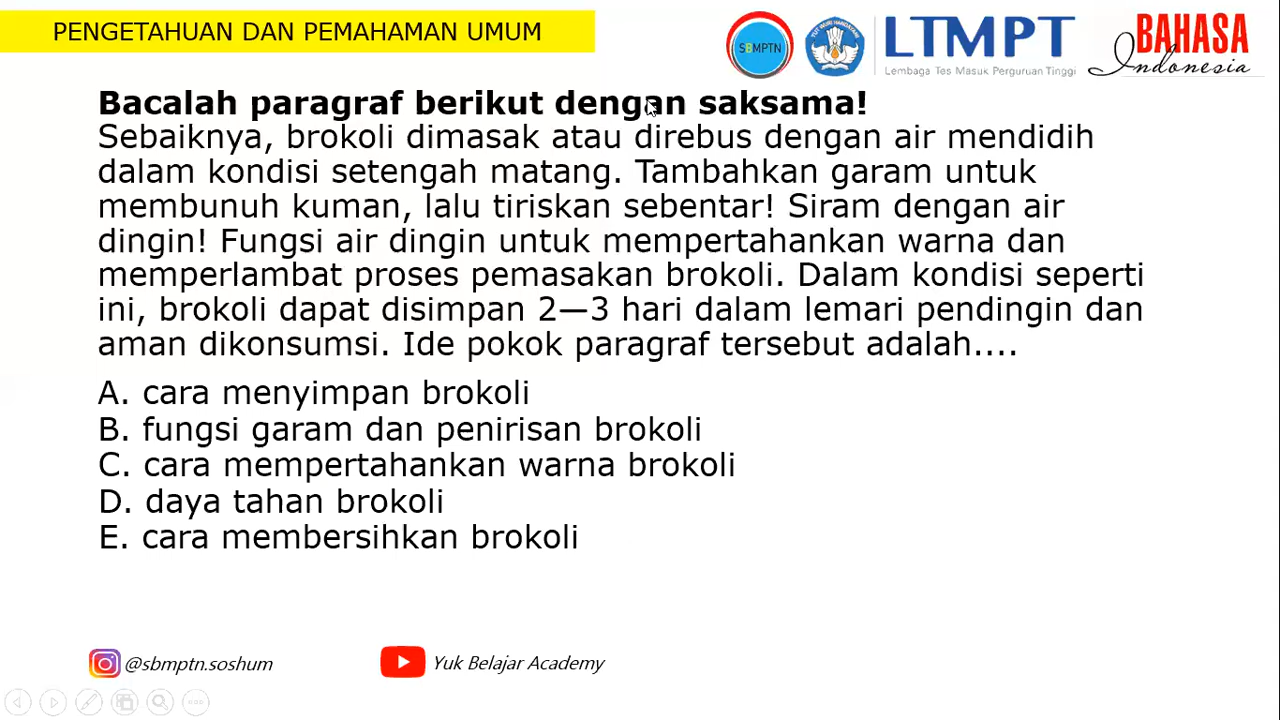 PENGETAHUAN DAN PEMAHAMAN UMUM
SBMPTN
LTMPT
Lembaga Tes Masuk Perguruan Tinggi
BAHASA
Indonesia
Bacalah paragraf berikut dengan saksama!
Sebaiknya, brokoli dimasak atau direbus dengan air mendidih
dalam kondisi setengah matang. Tambahkan garam untuk
membunuh kuman, lalu tiriskan sebentar! Siram dengan air
dingin! Fungsi air dingin untuk mempertahankan warna dan
memperlambat proses pemasakan brokoli. Dalam kondisi seperti
ini, brokoli dapat disimpan 2—3 hari dalam lemari pendingin dan
aman dikonsumsi. Ide pokok paragraf tersebut adalah....
A. cara menyimpan brokoli
B. fungsi garam dan penirisan brokoli
C. cara mempertahankan warna brokoli
D. daya tahan brokoli
E. cara membersihkan brokoli
@sbmptn.soshum
Yuk Belajar Academy